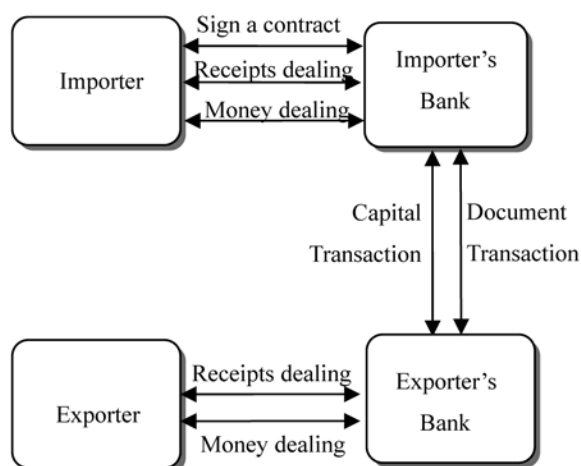 Sign a contract
Importer
Receipts dealing
Money dealing
Importer’s
Bank
Capital
Transaction
Document
Transaction
Exporter
Receipts dealing
Money dealing
Exporter’s
Bank